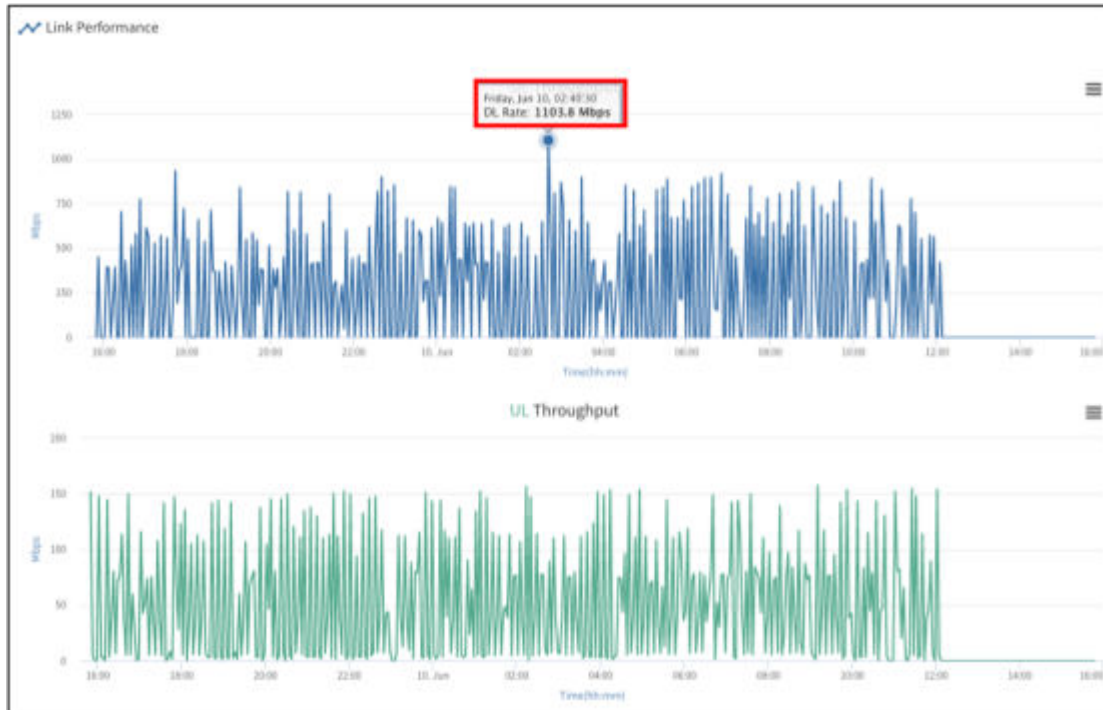 Link Performance
Friday, Jun 10, 02:40:30
DL Rate: 1103.8 Mbps
1250
1000
750
500
250
0
Mbps
16:00 18:00 20:00 22:00 10. Jun 02:00 04:00 06:00 08:00 10:00 12:00 14:00 16:00
Time(hh:mm)
UL Throughput
200
150
100
50
0
Mbps
16:00 18:00 20:00 22:00 10. Jun 02:00 04:00 06:00 08:00 10:00 12:00 14:00 16:00
Time(hh:mm)